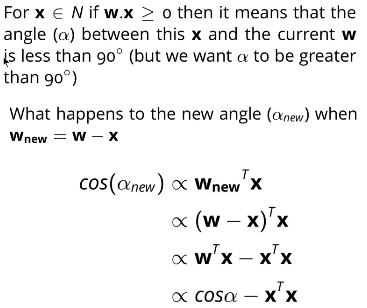 For x ∈ N if w.x ≥ 0 then it means that the
angle (α) between this x and the current w
is less than 90° (but we want α to be greater
than 90°)
What happens to the new angle (αnew) when
wnew = w − x
cos(αnew) ∝ wnewᵀx
∝ (w − x)ᵀx
∝ wᵀx − xᵀx
∝ cosα − xᵀx